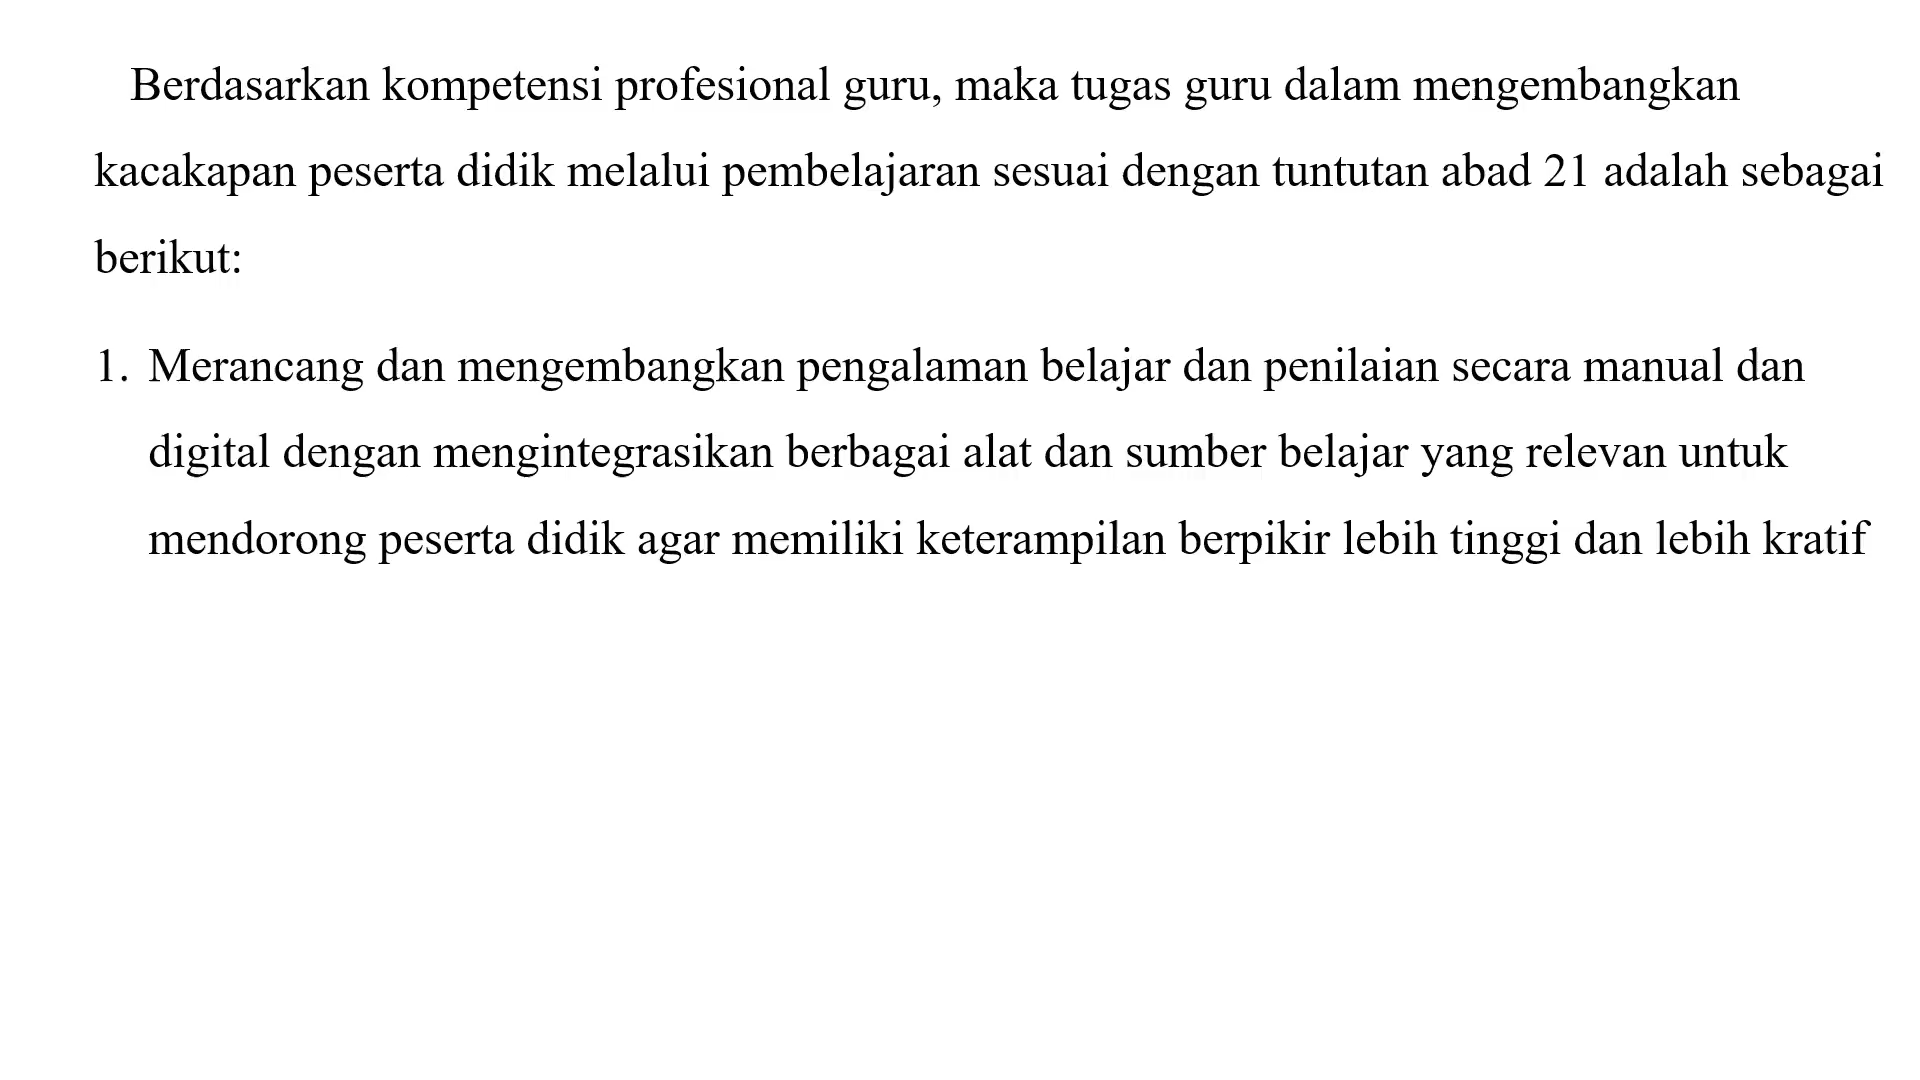 Berdasarkan kompetensi profesional guru, maka tugas guru dalam mengembangkan
kacakapan peserta didik melalui pembelajaran sesuai dengan tuntutan abad 21 adalah sebagai
berikut:
1. Merancang dan mengembangkan pengalaman belajar dan penilaian secara manual dan
digital dengan mengintegrasikan berbagai alat dan sumber belajar yang relevan untuk
mendorong peserta didik agar memiliki keterampilan berpikir lebih tinggi dan lebih kratif